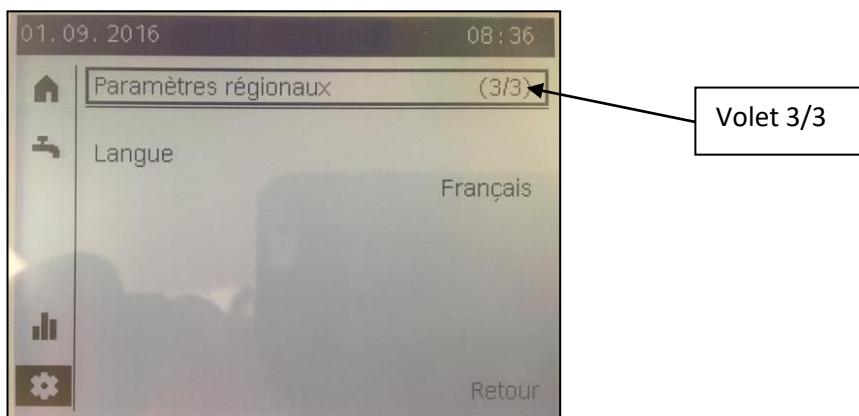 01.09.2016 08:36
Paramètres régionaux (3/3)
Volet 3/3
Langue
Français
Retour